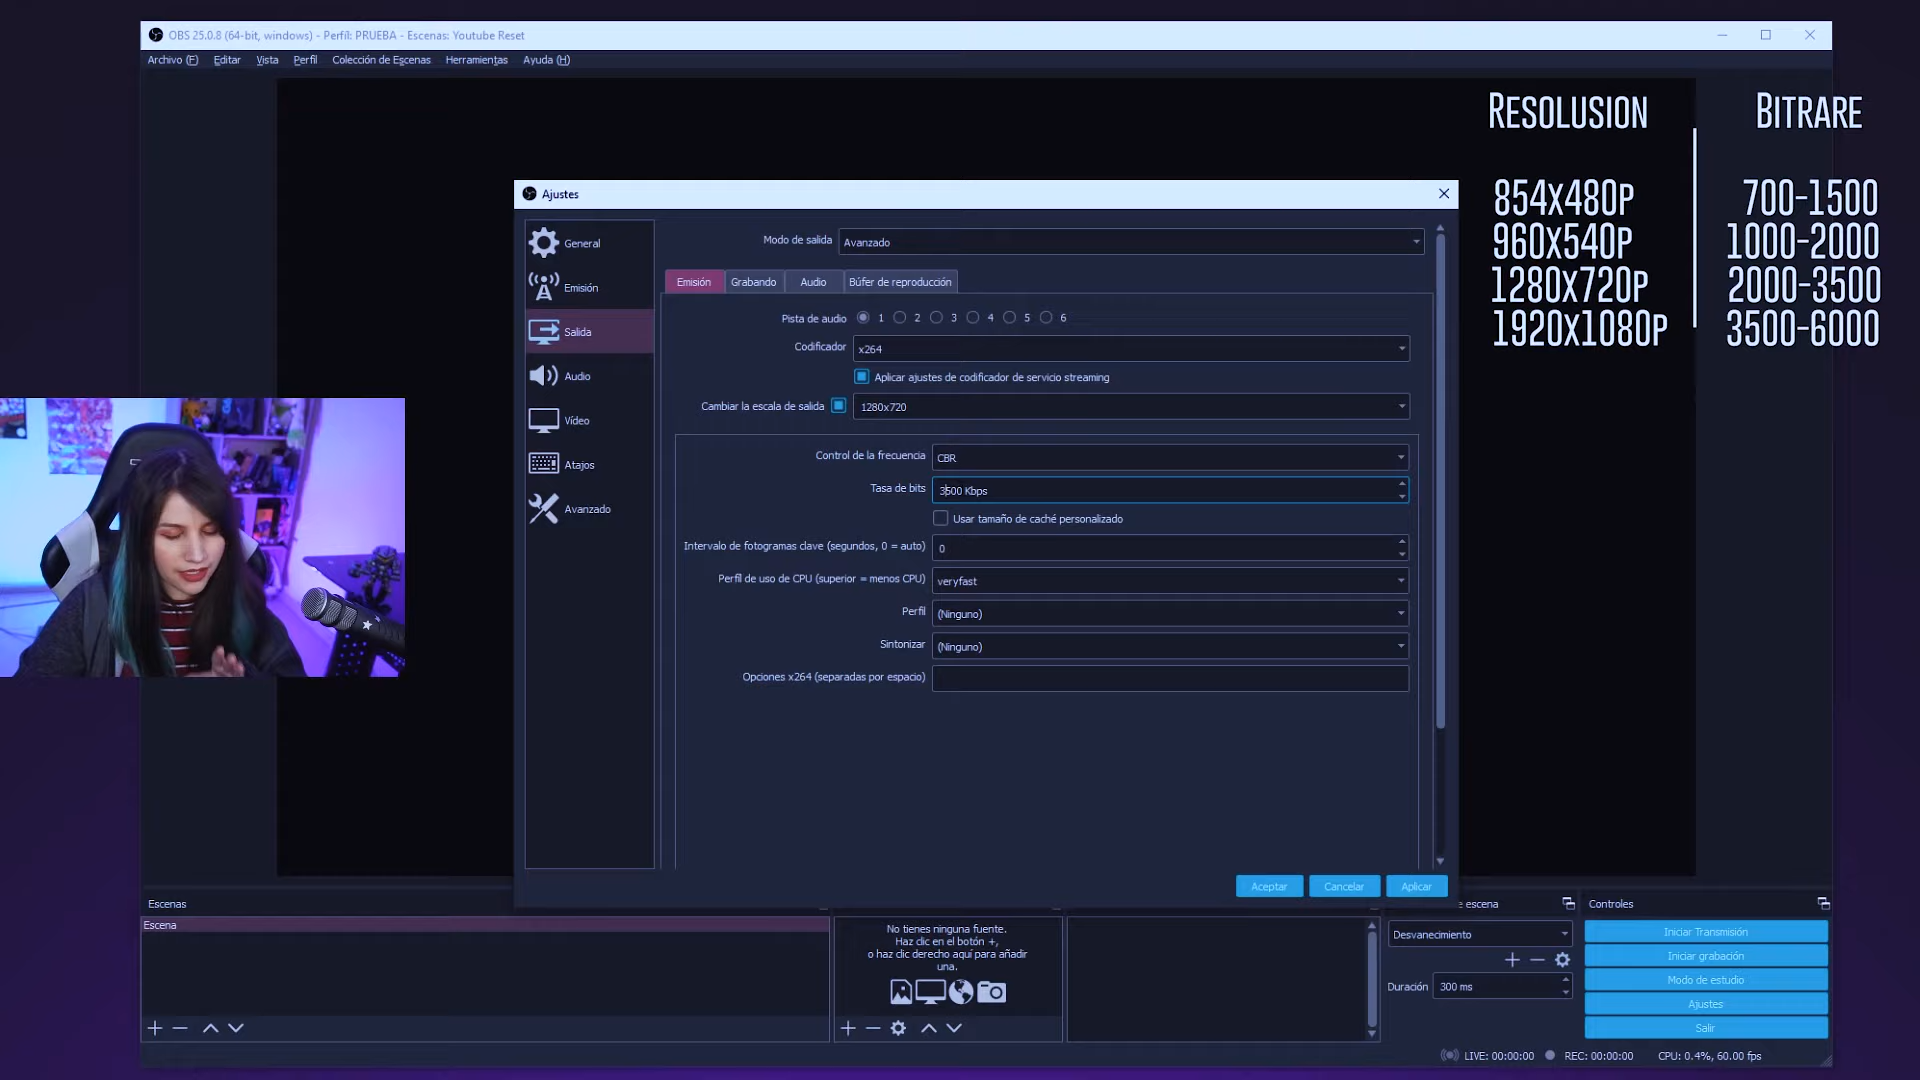 OBS 25.0.8 (64-bit, windows) - Perfil: PRUEBA - Escenas: Youtube Reset
Archivo (F) Editar Vista Perfil Colección de Escenas Herramientas Ayuda (H)
RESOLUSION BITRARE
854X480P 700-1500
960X540P 1000-2000
1280X720P 2000-3500
1920X1080P 3500-6000
Ajustes
General
Emisión
Salida
Audio
Vídeo
Atajos
Avanzado
Modo de salida Avanzado
Emisión Grabando Audio Búfer de reproducción
Pista de audio 1 2 3 4 5 6
Codificador x264
Aplicar ajustes de codificador de servicio streaming
Cambiar la escala de salida 1280x720
Control de la frecuencia CBR
Tasa de bits 3500 Kbps
Usar tamaño de caché personalizado
Intervalo de fotogramas clave (segundos, 0 = auto) 0
Perfil de uso de CPU (superior = menos CPU) veryfast
Perfil (Ninguno)
Sintonizar (Ninguno)
Opciones x264 (separadas por espacio)
Aceptar Cancelar Aplicar
Escenas
Escena
No tienes ninguna fuente.
Haz clic en el botón +,
o haz clic derecho aquí para añadir
una.
e escena
Desvanecimiento
Duración 300 ms
Controles
Iniciar Transmisión
Iniciar grabación
Modo de estudio
Ajustes
Salir
LIVE: 00:00:00 REC: 00:00:00 CPU: 0.4%, 60.00 fps